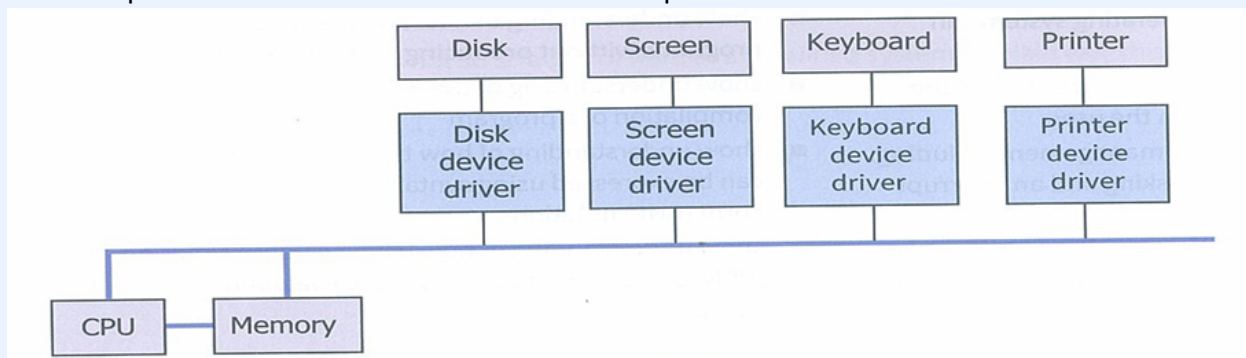 Disk
Screen
Keyboard
Printer
Disk
device
driver
Screen
device
driver
Keyboard
device
driver
Printer
device
driver
CPU
Memory